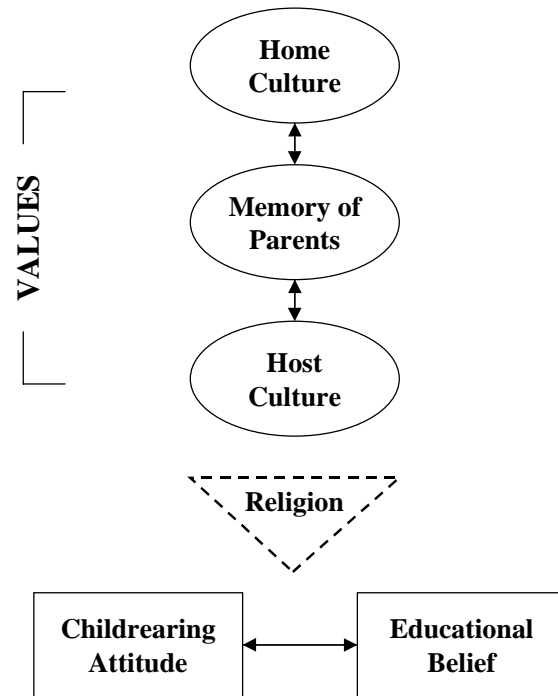 Home
Culture
VALUES
Memory of
Parents
Host
Culture
Religion
Childrearing
Attitude
Educational
Belief